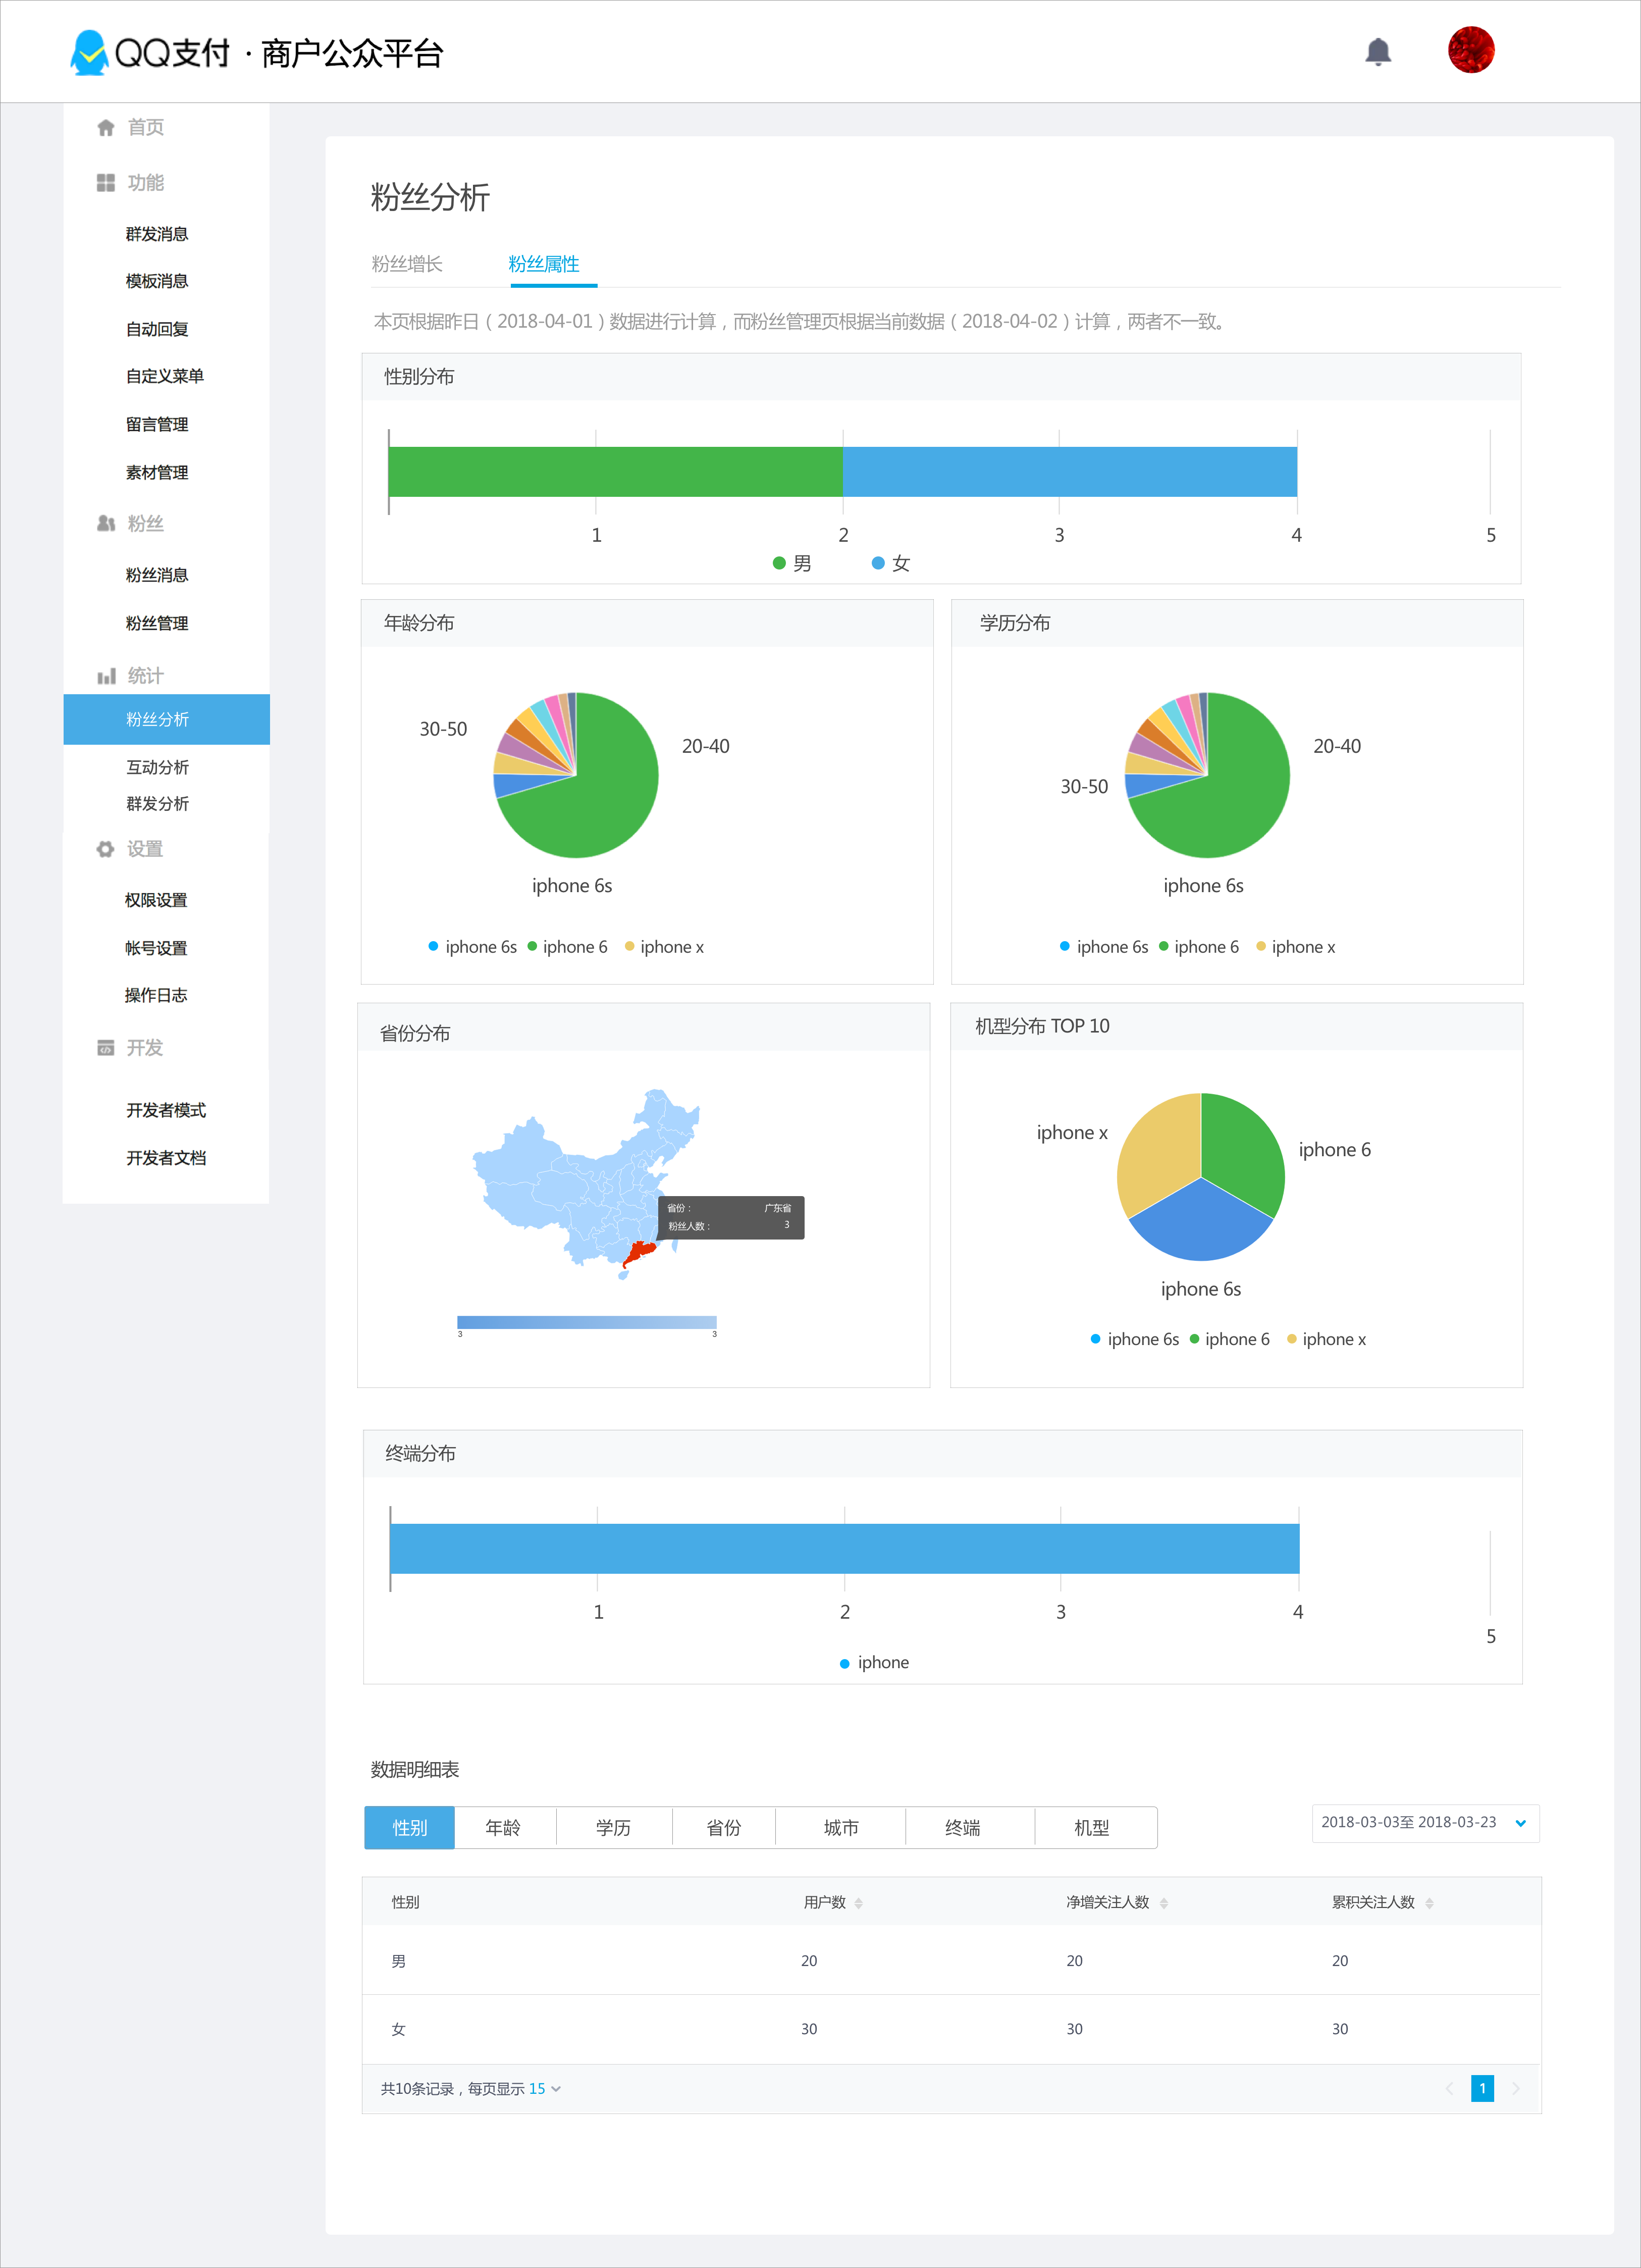 QQ支付 · 商户公众平台
首页
功能
群发消息
模板消息
自动回复
自定义菜单
留言管理
素材管理
粉丝
粉丝消息
粉丝管理
统计
粉丝分析
互动分析
群发分析
设置
权限设置
帐号设置
操作日志
开发
开发者模式
开发者文档
粉丝分析
粉丝增长 粉丝属性
本页根据昨日（2018-04-01）数据进行计算，而粉丝管理页根据当前数据（2018-04-02）计算，两者不一致。
性别分布
1 2 3 4 5
男 女
年龄分布
30-50
20-40
iphone 6s
iphone 6s iphone 6 iphone x
学历分布
20-40
30-50
iphone 6s
iphone 6s iphone 6 iphone x
省份分布
省份： 广东省
粉丝人数： 3
3 3
机型分布 TOP 10
iphone x
iphone 6
iphone 6s
iphone 6s iphone 6 iphone x
终端分布
1 2 3 4
5
iphone
数据明细表
性别 年龄 学历 省份 城市 终端 机型
2018-03-03至 2018-03-23
性别 用户数 净增关注人数 累积关注人数
男 20 20 20
女 30 30 30
共10条记录，每页显示 15
1